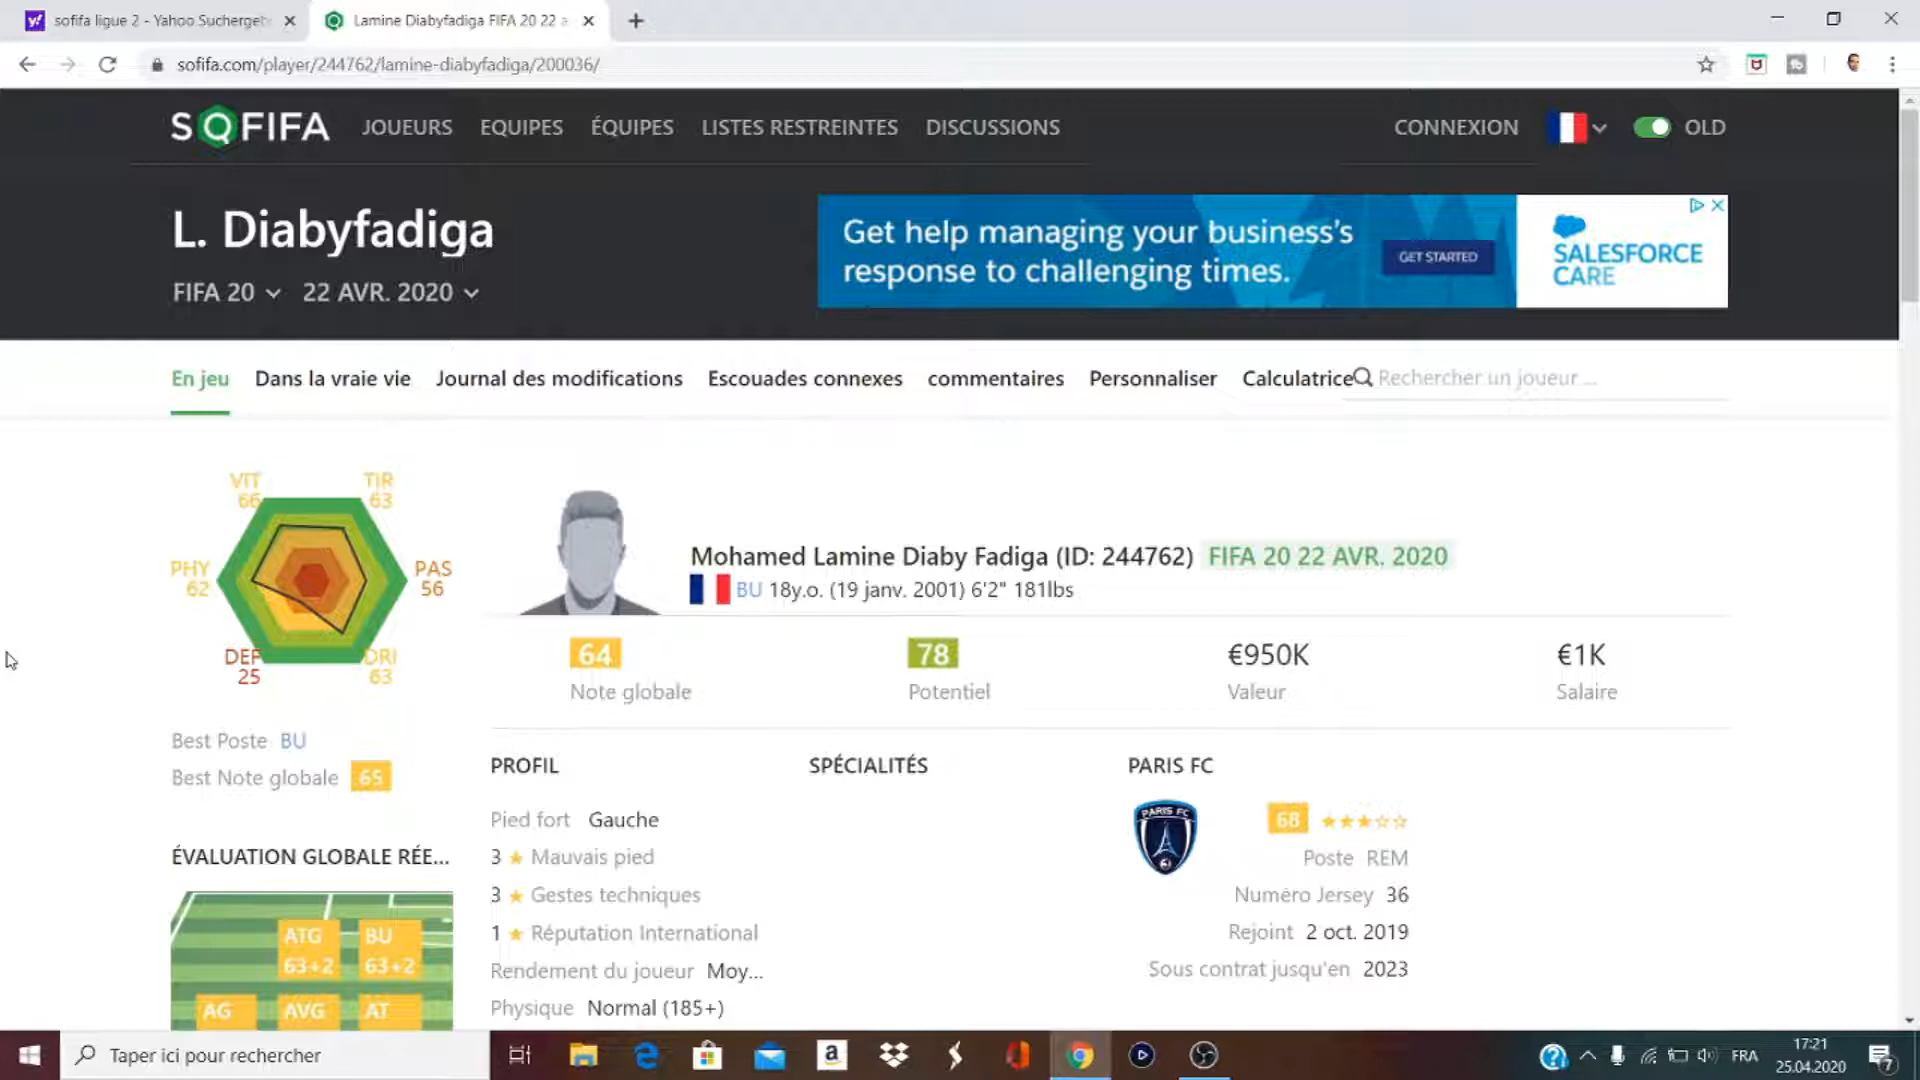 sofifa ligue 2 - Yahoo Suchergeb
Lamine Diabyfadiga FIFA 20 22 a
sofifa.com/player/244762/lamine-diabyfadiga/200036/
SOFIFA JOUEURS EQUIPES ÉQUIPES LISTES RESTREINTES DISCUSSIONS CONNEXION OLD
L. Diabyfadiga
FIFA 20 22 AVR. 2020
Get help managing your business's
response to challenging times.
GET STARTED
SALESFORCE
CARE
En jeu Dans la vraie vie Journal des modifications Escouades connexes commentaires Personnaliser Calculatrice Rechercher un joueur ...
VIT
66
TIR
63
PHY
62
PAS
56
DEF
25
DRI
63
Mohamed Lamine Diaby Fadiga (ID: 244762) FIFA 20 22 AVR. 2020
BU 18y.o. (19 janv. 2001) 6'2" 181lbs
64 78 €950K €1K
Note globale Potentiel Valeur Salaire
Best Poste BU
Best Note globale 65
PROFIL
Pied fort Gauche
3 Mauvais pied
3 Gestes techniques
1 Réputation International
Rendement du joueur Moy...
Physique Normal (185+)
SPÉCIALITÉS
PARIS FC
PARIS FC
68
Poste REM
Numéro Jersey 36
Rejoint 2 oct. 2019
Sous contrat jusqu'en 2023
ÉVALUATION GLOBALE RÉE...
ATG BU
63+2 63+2
AG AVG AT
Taper ici pour rechercher
FRA
17:21
25.04.2020
7